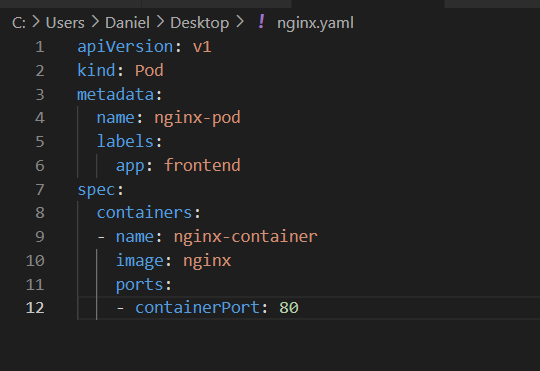 C: > Users > Daniel > Desktop > ! nginx.yaml
1 apiVersion: v1
2 kind: Pod
3 metadata:
4   name: nginx-pod
5   labels:
6     app: frontend
7 spec:
8   containers:
9   - name: nginx-container
10     image: nginx
11     ports:
12     - containerPort: 80